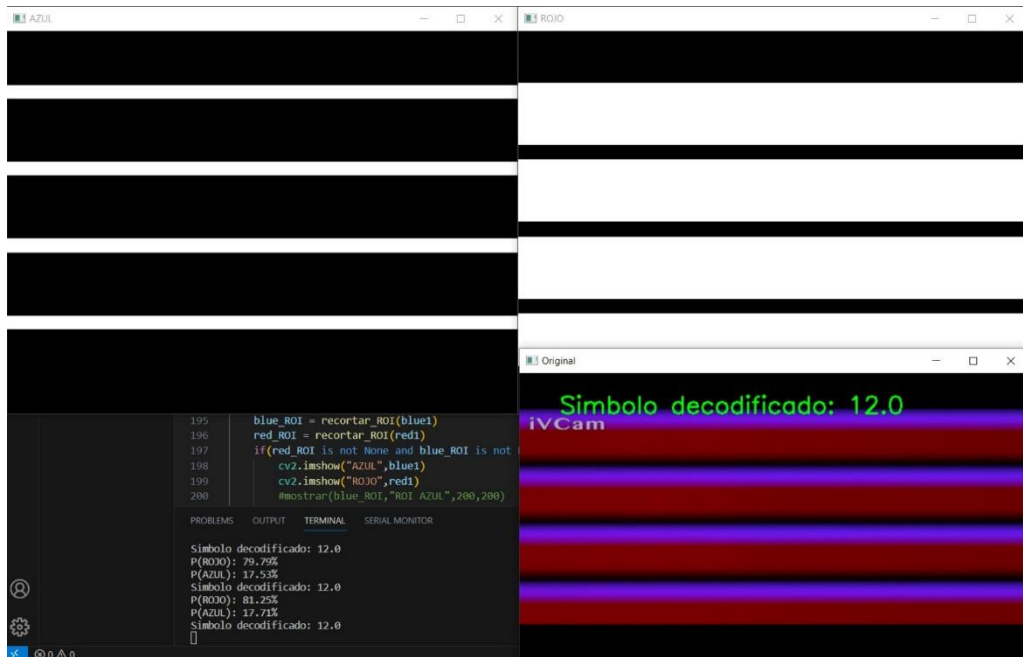 AZUL
ROJO
Original
Simbolo decodificado: 12.0
iVCam
195 blue_ROI = recortar_ROI(blue1)
196 red_ROI = recortar_ROI(red1)
197 if(red_ROI is not None and blue_ROI is not
198 cv2.imshow("AZUL",blue1)
199 cv2.imshow("ROJO",red1)
200 #mostrar(blue_ROI,"ROI AZUL",200,200)
PROBLEMS OUTPUT TERMINAL SERIAL MONITOR
Simbolo decodificado: 12.0
P(ROJO): 79.79%
P(AZUL): 17.53%
Simbolo decodificado: 12.0
P(ROJO): 81.25%
P(AZUL): 17.71%
Simbolo decodificado: 12.0
0 0 0